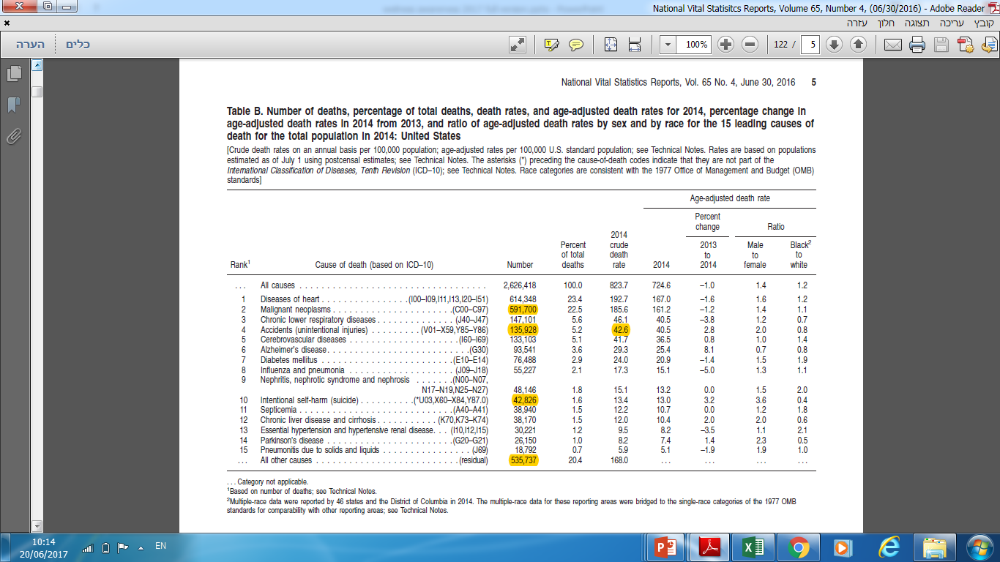 National Vital Statisitcs Reports, Volume 65, Number 4, (06/30/2016) - Adobe Reader
קובץ עריכה תצוגה חלון עזרה
כלים הערה
100% 122 / 5
National Vital Statistics Reports, Vol. 65 No. 4, June 30, 2016 5
Table B. Number of deaths, percentage of total deaths, death rates, and age-adjusted death rates for 2014, percentage change in
age-adjusted death rates in 2014 from 2013, and ratio of age-adjusted death rates by sex and by race for the 15 leading causes of
death for the total population in 2014: United States
[Crude death rates on an annual basis per 100,000 population; age-adjusted rates per 100,000 U.S. standard population; see Technical Notes. Rates are based on populations
estimated as of July 1 using postcensal estimates; see Technical Notes. The asterisks (*) preceding the cause-of-death codes indicate that they are not part of the
International Classification of Diseases, Tenth Revision (ICD–10); see Technical Notes. Race categories are consistent with the 1977 Office of Management and Budget (OMB)
standards]
Age-adjusted death rate
Percent
change Ratio
2014
Percent crude 2013 Male Black2
of total death to to to
Rank1 Cause of death (based on ICD–10) Number deaths rate 2014 2014 female white
. . . All causes . . . . . . . . . . . . . . . . . . . . . . . . . . . . . . . . . . 2,626,418 100.0 823.7 724.6 –1.0 1.4 1.2
1 Diseases of heart . . . . . . . . . . . . . . . . (I00–I09,I11,I13,I20–I51) 614,348 23.4 192.7 167.0 –1.6 1.6 1.2
2 Malignant neoplasms . . . . . . . . . . . . . . . . . . . . . . (C00–C97) 591,700 22.5 185.6 161.2 –1.2 1.4 1.1
3 Chronic lower respiratory diseases . . . . . . . . . . . . . . (J40–J47) 147,101 5.6 46.1 40.5 –3.8 1.2 0.7
4 Accidents (unintentional injuries) . . . . . . . . . (V01–X59,Y85–Y86) 135,928 5.2 42.6 40.5 2.8 2.0 0.8
5 Cerebrovascular diseases . . . . . . . . . . . . . . . . . . . . (I60–I69) 133,103 5.1 41.7 36.5 0.8 1.0 1.4
6 Alzheimer's disease . . . . . . . . . . . . . . . . . . . . . . . . . . (G30) 93,541 3.6 29.3 25.4 8.1 0.7 0.8
7 Diabetes mellitus . . . . . . . . . . . . . . . . . . . . . . . . (E10–E14) 76,488 2.9 24.0 20.9 –1.4 1.5 1.9
8 Influenza and pneumonia . . . . . . . . . . . . . . . . . . . (J09–J18) 55,227 2.1 17.3 15.1 –5.0 1.3 1.1
9 Nephritis, nephrotic syndrome and nephrosis . . . . . . . (N00–N07,
N17–N19,N25–N27) 48,146 1.8 15.1 13.2 0.0 1.5 2.0
10 Intentional self-harm (suicide) . . . . . . . . . . (*U03,X60–X84,Y87.0) 42,826 1.6 13.4 13.0 3.2 3.6 0.4
11 Septicemia . . . . . . . . . . . . . . . . . . . . . . . . . . . . (A40–A41) 38,940 1.5 12.2 10.7 0.0 1.2 1.8
12 Chronic liver disease and cirrhosis . . . . . . . . . . . (K70,K73–K74) 38,170 1.5 12.0 10.4 2.0 2.0 0.6
13 Essential hypertension and hypertensive renal disease. . . (I10,I12,I15) 30,221 1.2 9.5 8.2 –3.5 1.1 2.1
14 Parkinson's disease . . . . . . . . . . . . . . . . . . . . . . (G20–G21) 26,150 1.0 8.2 7.4 1.4 2.3 0.5
15 Pneumonitis due to solids and liquids . . . . . . . . . . . . . . . . (J69) 18,792 0.7 5.9 5.1 –1.9 1.9 1.0
. . . All other causes . . . . . . . . . . . . . . . . . . . . . . . . . . (residual) 535,737 20.4 168.0 . . . . . . . . . . . .
. . . Category not applicable.
1Based on number of deaths; see Technical Notes.
2Multiple-race data were reported by 46 states and the District of Columbia in 2014. The multiple-race data for these reporting areas were bridged to the single-race categories of the 1977 OMB
standards for comparability with other reporting areas; see Technical Notes.
10:14
20/06/2017
EN